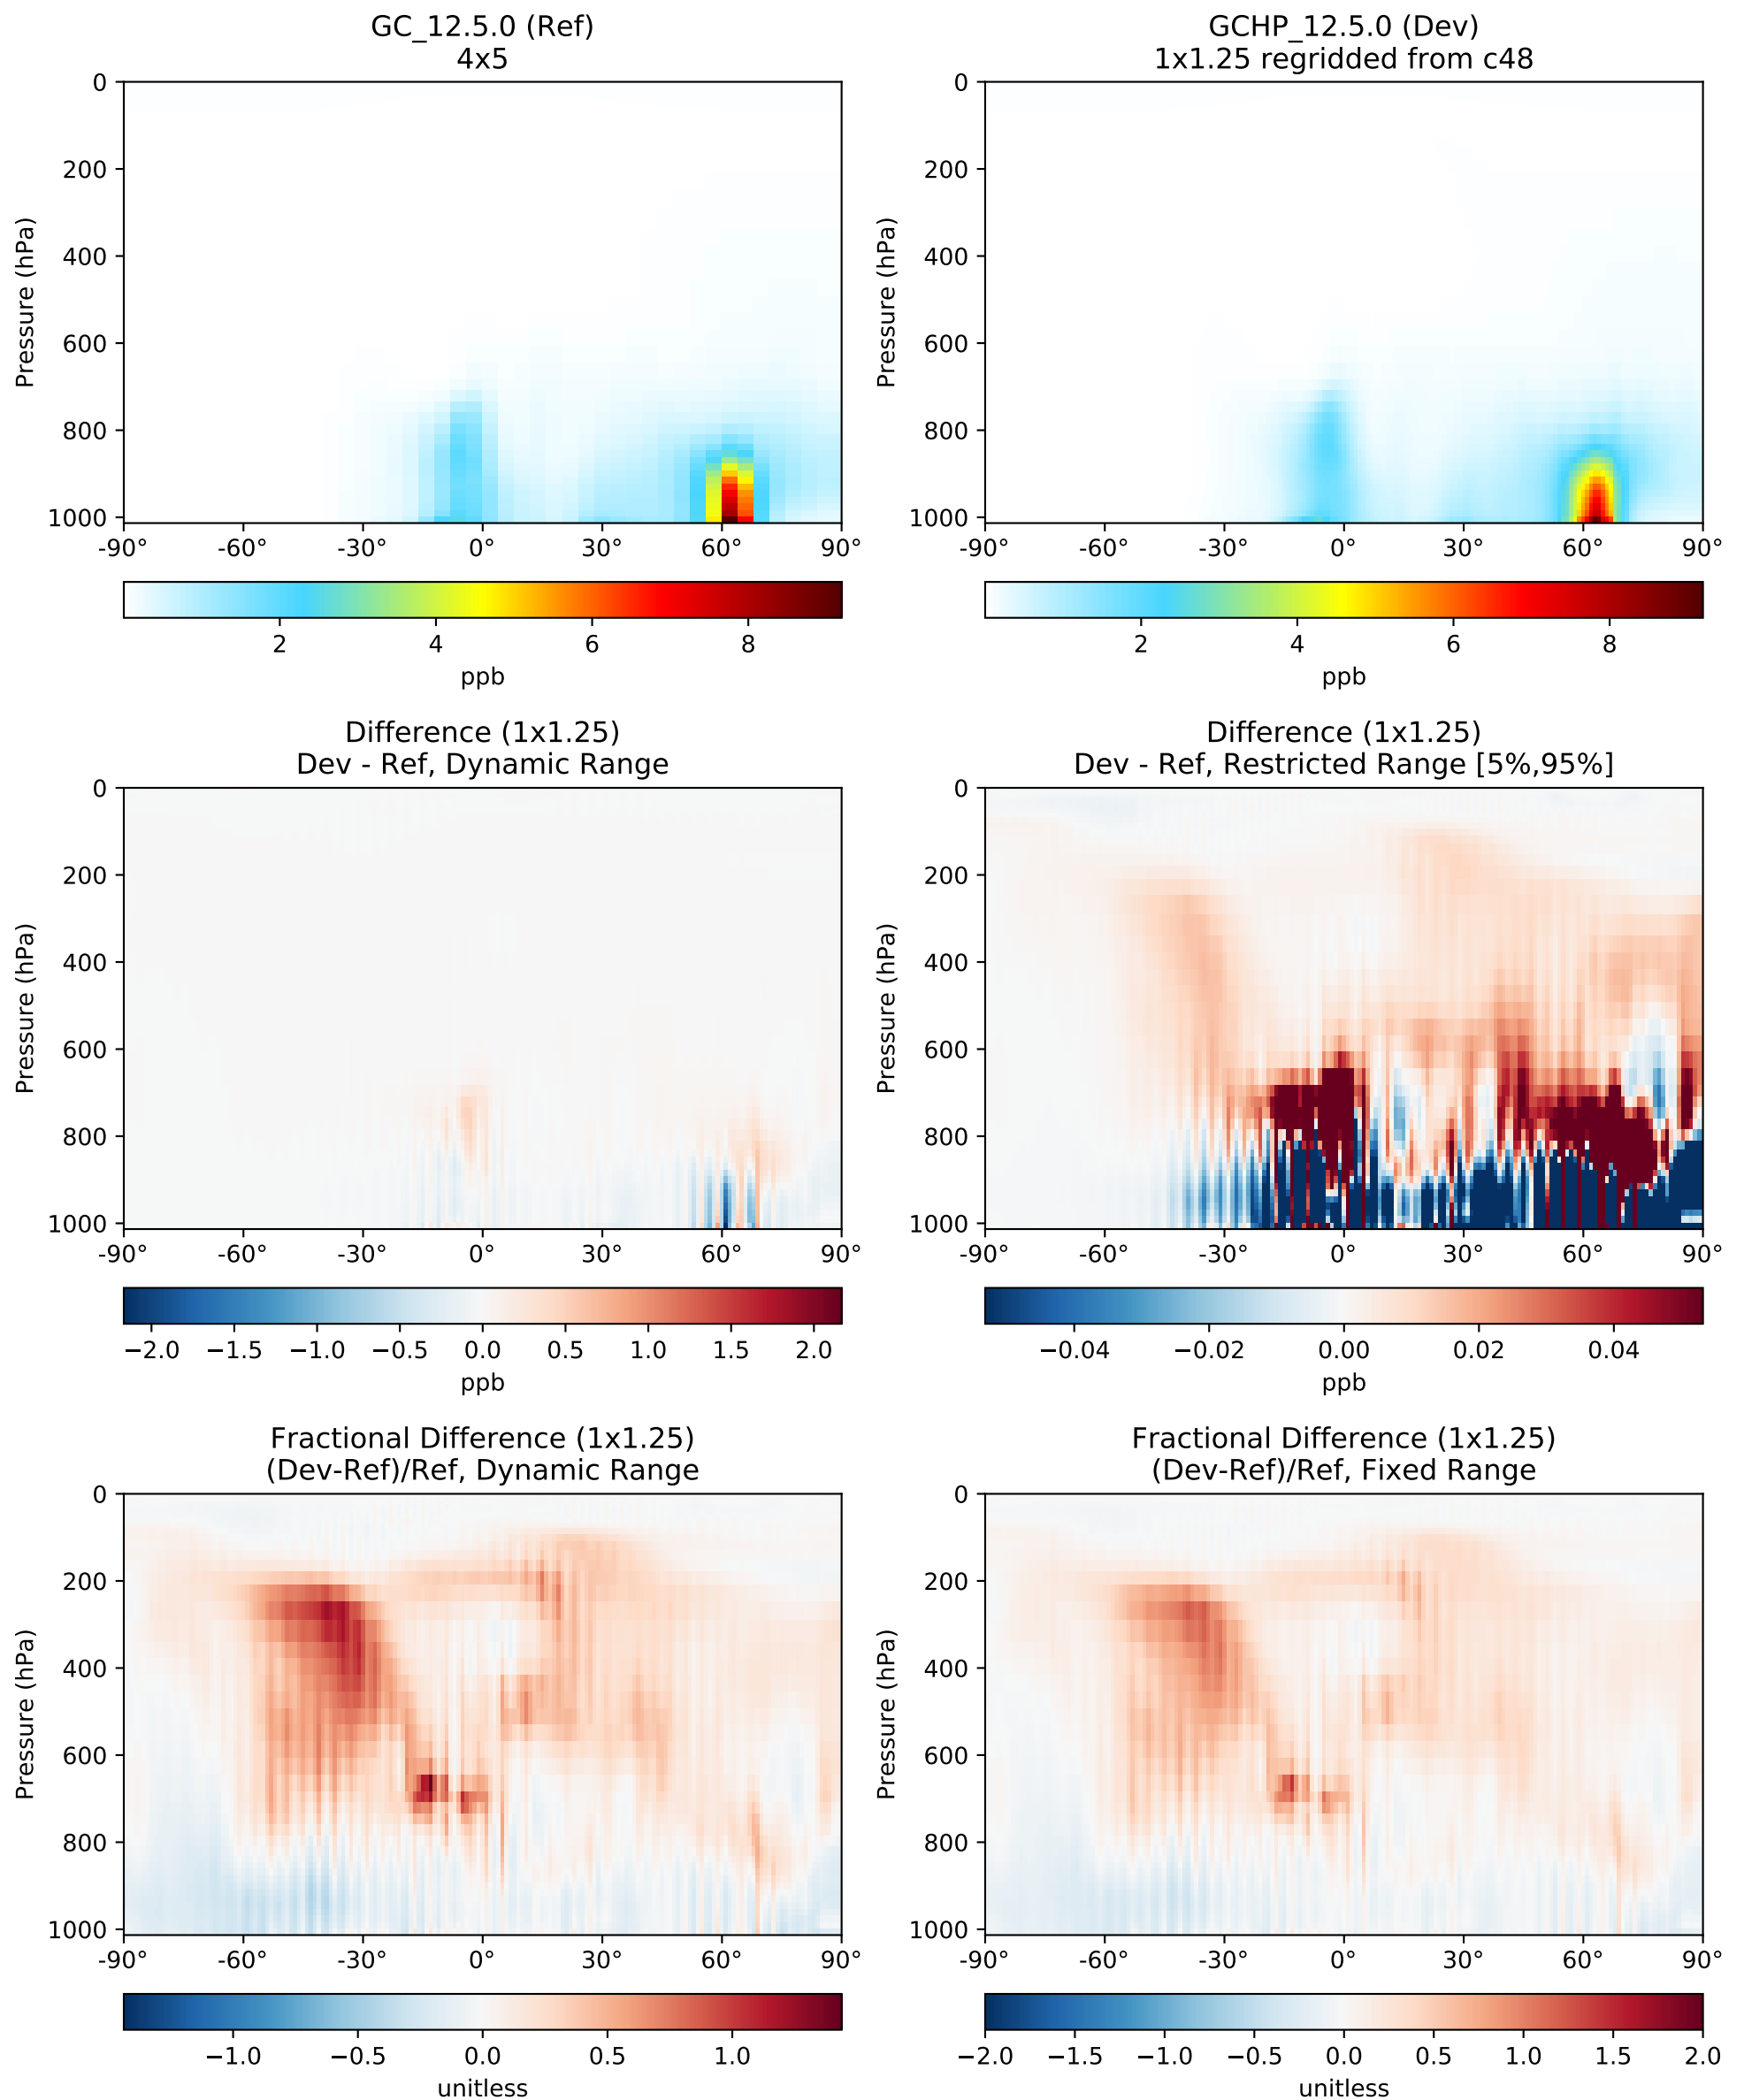 GC_12.5.0 (Ref)
4x5
GCHP_12.5.0 (Dev)
1x1.25 regridded from c48
Pressure (hPa)
0
200
400
600
800
1000
-90° -60° -30° 0° 30° 60° 90°
2 4 6 8
ppb
Pressure (hPa)
0
200
400
600
800
1000
-90° -60° -30° 0° 30° 60° 90°
2 4 6 8
ppb
Difference (1x1.25)
Dev - Ref, Dynamic Range
Pressure (hPa)
0
200
400
600
800
1000
-90° -60° -30° 0° 30° 60° 90°
−2.0 −1.5 −1.0 −0.5 0.0 0.5 1.0 1.5 2.0
ppb
Difference (1x1.25)
Dev - Ref, Restricted Range [5%,95%]
Pressure (hPa)
0
200
400
600
800
1000
-90° -60° -30° 0° 30° 60° 90°
−0.04 −0.02 0.00 0.02 0.04
ppb
Fractional Difference (1x1.25)
(Dev-Ref)/Ref, Dynamic Range
Pressure (hPa)
0
200
400
600
800
1000
-90° -60° -30° 0° 30° 60° 90°
−1.0 −0.5 0.0 0.5 1.0
unitless
Fractional Difference (1x1.25)
(Dev-Ref)/Ref, Fixed Range
Pressure (hPa)
0
200
400
600
800
1000
-90° -60° -30° 0° 30° 60° 90°
−2.0 −1.5 −1.0 −0.5 0.0 0.5 1.0 1.5 2.0
unitless